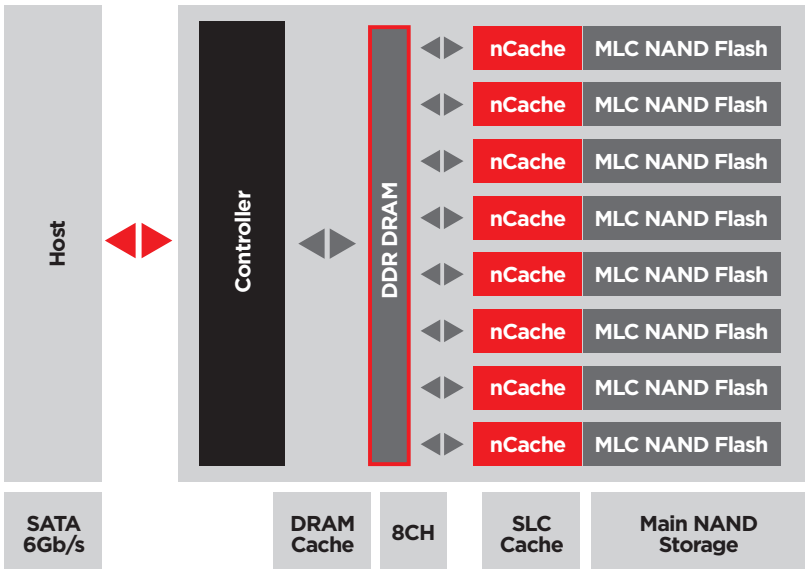 Host
Controller
DDR DRAM
nCache
MLC NAND Flash
nCache
MLC NAND Flash
nCache
MLC NAND Flash
nCache
MLC NAND Flash
nCache
MLC NAND Flash
nCache
MLC NAND Flash
nCache
MLC NAND Flash
nCache
MLC NAND Flash
SATA
6Gb/s
DRAM
Cache
8CH
SLC
Cache
Main NAND
Storage